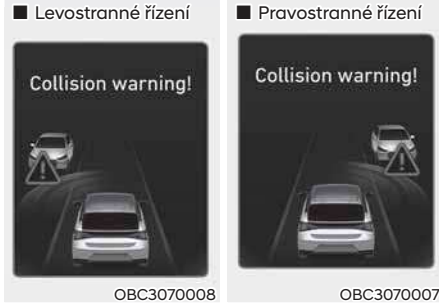 ■ Levostranné řízení
Collision warning!
OBC3070008
■ Pravostranné řízení
Collision warning!
OBC3070007